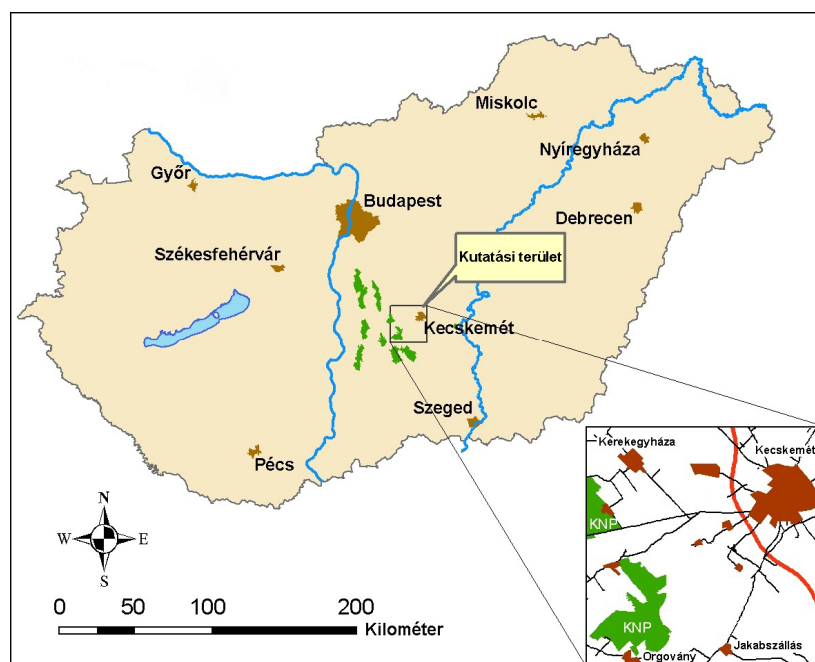 Miskolc
Nyíregyháza
Győr
Budapest
Debrecen
Székesfehérvár
Kutatási terület
Kecskemét
Szeged
Pécs
Kerekegyháza
Kecskemét
KNP
KNP
Jakabszállás
Orgovány
N
W E
S
0 50 100 200
Kilométer